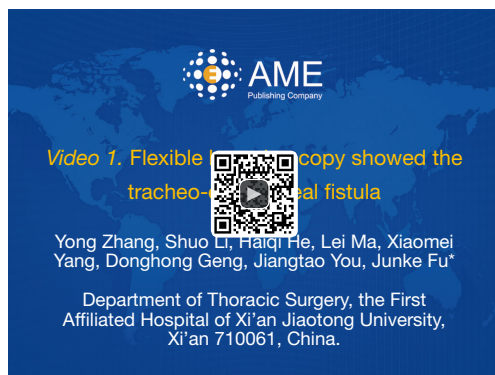 E
AME
Publishing Company
Video 1. Flexible copy showed the
tracheo- eal fistula
Yong Zhang, Shuo Li, Haiqi He, Lei Ma, Xiaomei
Yang, Donghong Geng, Jiangtao You, Junke Fu*
Department of Thoracic Surgery, the First
Affiliated Hospital of Xi’an Jiaotong University,
Xi’an 710061, China.